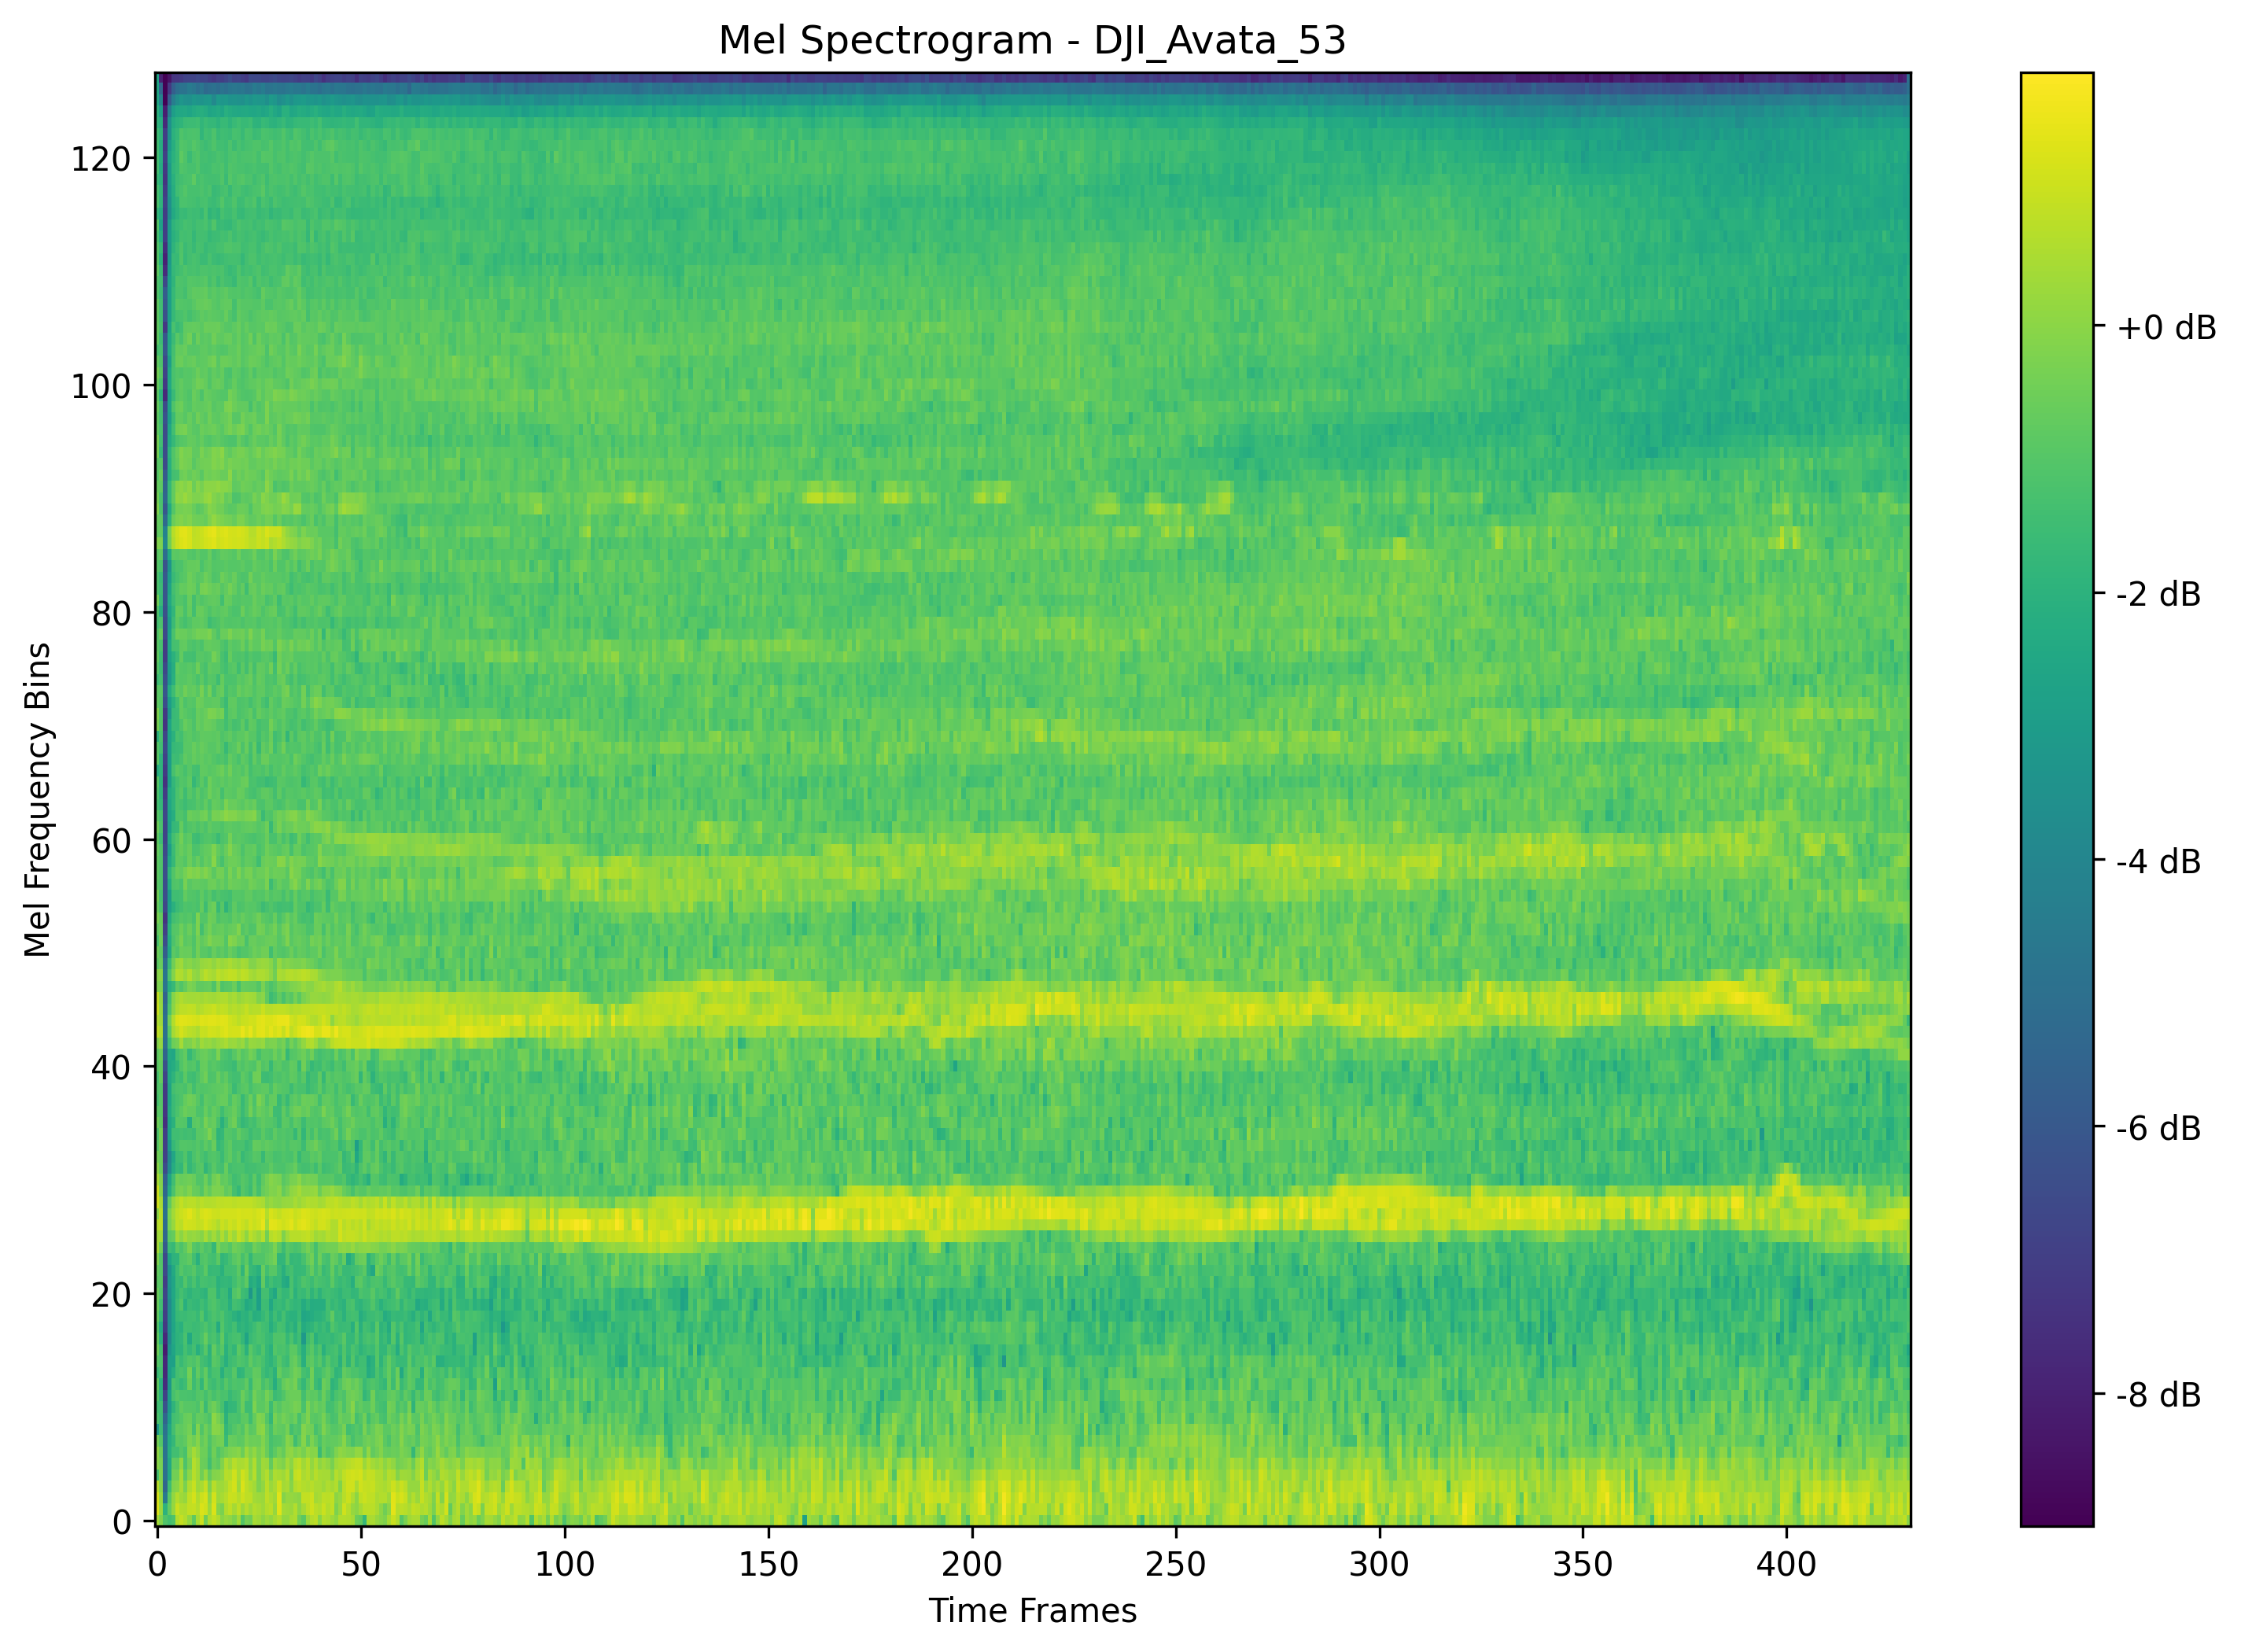 Mel Spectrogram - DJI_Avata_53
120
100
80
60
40
20
0
Mel Frequency Bins
0 50 100 150 200 250 300 350 400
Time Frames
+0 dB
-2 dB
-4 dB
-6 dB
-8 dB